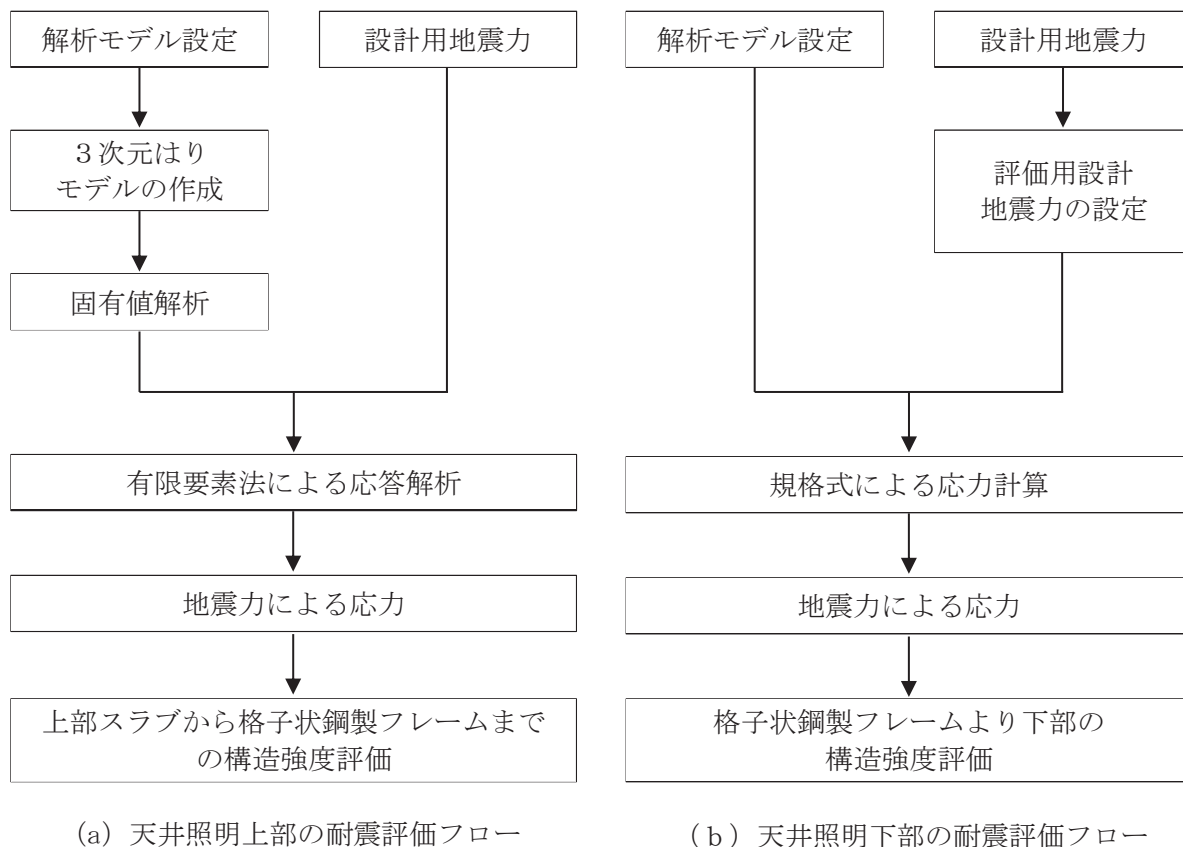 解析モデル設定
設計用地震力
３次元はり
モデルの作成
固有値解析
有限要素法による応答解析
地震力による応力
上部スラブから格子状鋼製フレームまで
の構造強度評価
(a) 天井照明上部の耐震評価フロー
解析モデル設定
設計用地震力
評価用設計
地震力の設定
規格式による応力計算
地震力による応力
格子状鋼製フレームより下部の
構造強度評価
(ｂ) 天井照明下部の耐震評価フロー